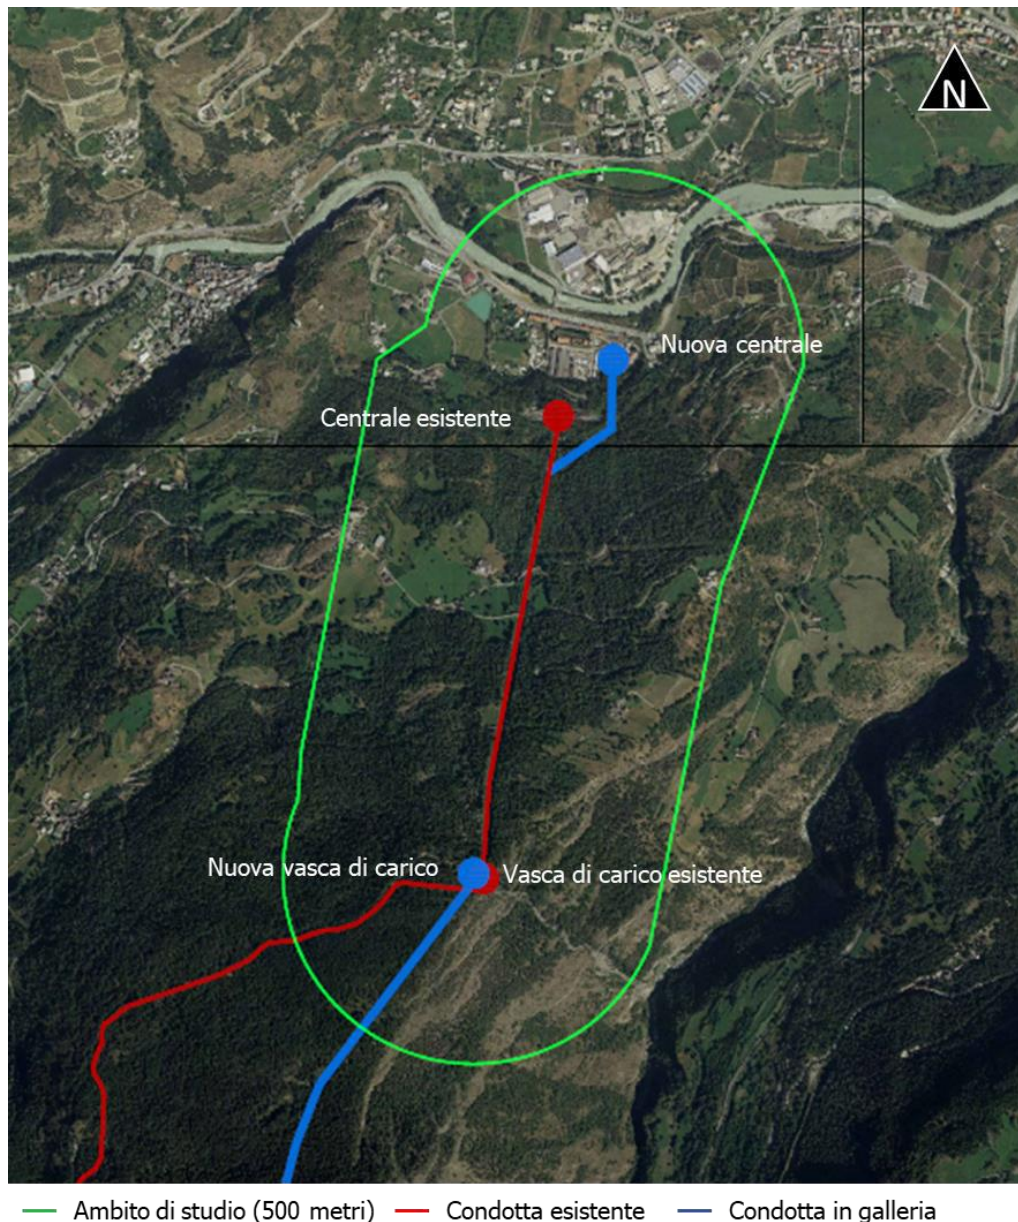 N
Nuova centrale
Centrale esistente
Nuova vasca di carico
Vasca di carico esistente
Ambito di studio (500 metri)
Condotta esistente
Condotta in galleria